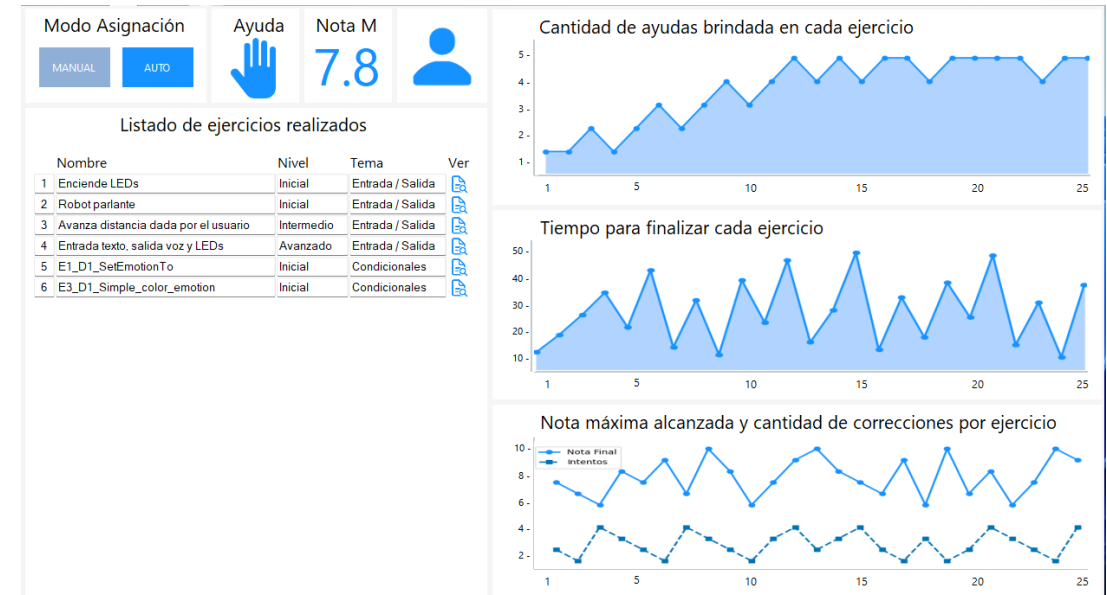 Modo Asignación
MANUAL AUTO
Ayuda
Nota M
7.8
Listado de ejercicios realizados
Nombre Nivel Tema Ver
1 Enciende LEDs Inicial Entrada / Salida
2 Robot parlante Inicial Entrada / Salida
3 Avanza distancia dada por el usuario Intermedio Entrada / Salida
4 Entrada texto, salida voz y LEDs Avanzado Entrada / Salida
5 E1_D1_SetEmotionTo Inicial Condicionales
6 E3_D1_Simple_color_emotion Inicial Condicionales
Cantidad de ayudas brindada en cada ejercicio
5 -
4 -
3 -
2 -
1 -
1 5 10 15 20 25
Tiempo para finalizar cada ejercicio
50 -
40 -
30 -
20 -
10 -
1 5 10 15 20 25
Nota máxima alcanzada y cantidad de correcciones por ejercicio
Nota Final
Intentos
10 -
8 -
6 -
4 -
2 -
1 5 10 15 20 25